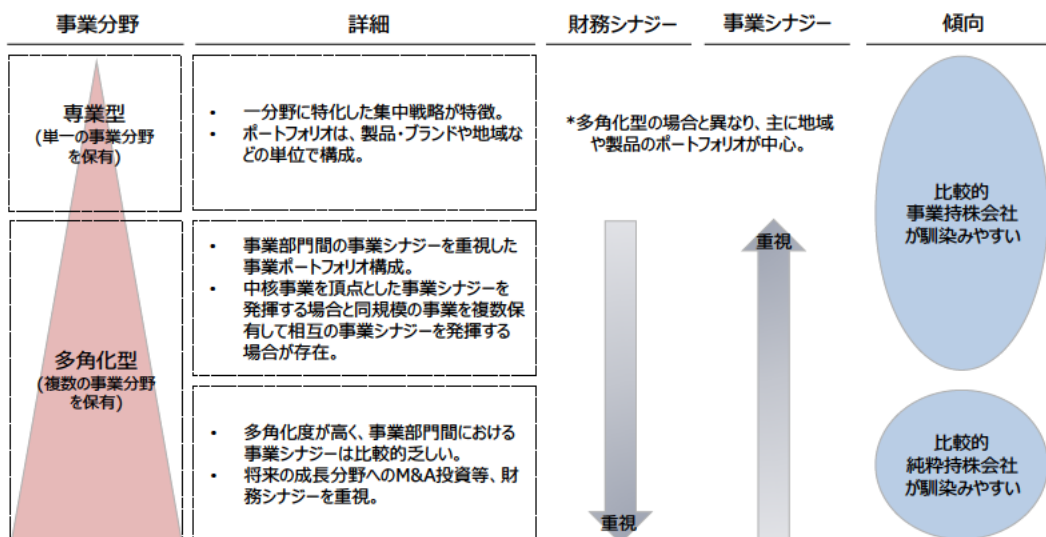 事業分野
詳細
財務シナジー
事業シナジー
傾向
専業型
(単一の事業分野
を保有)
• 一分野に特化した集中戦略が特徴。
• ポートフォリオは、製品・ブランドや地域な
どの単位で構成。
*多角化型の場合と異なり、主に地域
や製品のポートフォリオが中心。
比較的
事業持株会社
が馴染みやすい
多角化型
(複数の事業分野
を保有)
• 事業部門間の事業シナジーを重視した
事業ポートフォリオ構成。
• 中核事業を頂点とした事業シナジーを
発揮する場合と同規模の事業を複数保
有して相互の事業シナジーを発揮する
場合が存在。
重視
• 多角化度が高く、事業部門間における
事業シナジーは比較的乏しい。
• 将来の成長分野へのM&A投資等、財
務シナジーを重視。
重視
比較的
純粋持株会社
が馴染みやすい